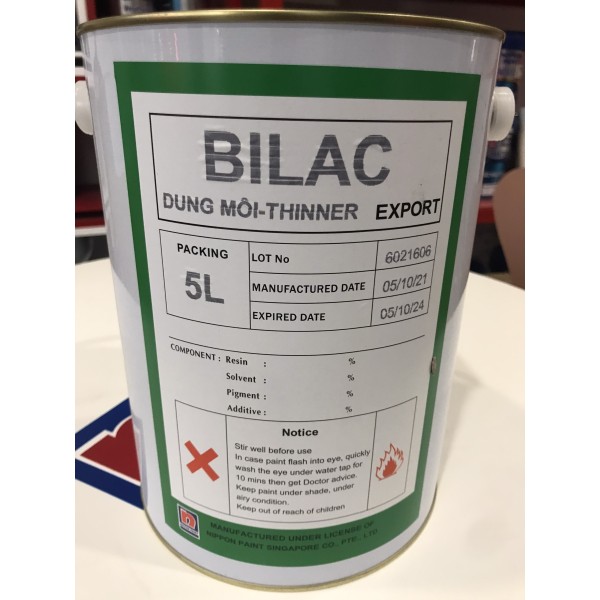 BILAC
DUNG MÔI-THINNER EXPORT
PACKING
5L
LOT No 6021606
MANUFACTURED DATE 05/10/21
EXPIRED DATE 05/10/24
COMPONENT : Resin : %
Solvent : %
Pigment : %
Additive : %
Notice
Stir well before use
In case paint flash into eye, quickly
wash the eye under water tap for
10 mins then get Doctor advice.
Keep paint under shade, under
airy condition.
Keep out of reach of children
MANUFACTURED UNDER LICENSE OF
NIPPON PAINT SINGAPORE CO., PTE., LTD